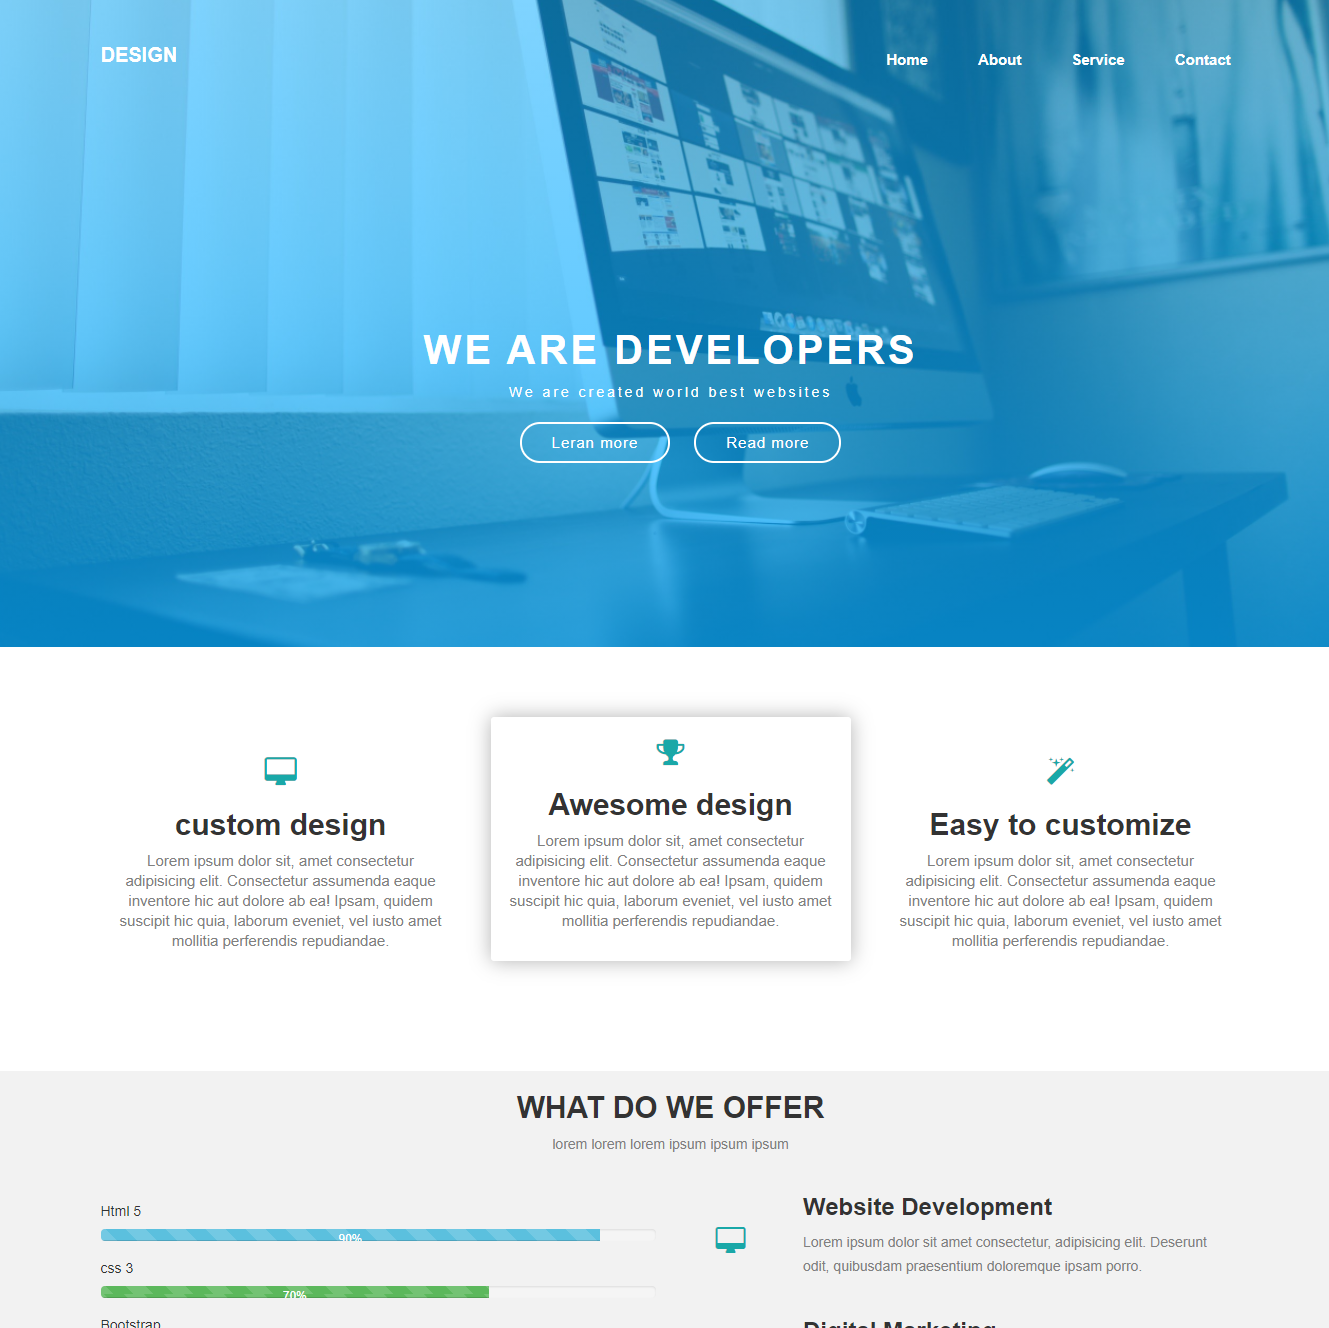 DESIGN
Home About Service Contact
WE ARE DEVELOPERS
We are created world best websites
Leran more Read more
custom design
Lorem ipsum dolor sit, amet consectetur
adipisicing elit. Consectetur assumenda eaque
inventore hic aut dolore ab ea! Ipsam, quidem
suscipit hic quia, laborum eveniet, vel iusto amet
mollitia perferendis repudiandae.
Awesome design
Lorem ipsum dolor sit, amet consectetur
adipisicing elit. Consectetur assumenda eaque
inventore hic aut dolore ab ea! Ipsam, quidem
suscipit hic quia, laborum eveniet, vel iusto amet
mollitia perferendis repudiandae.
Easy to customize
Lorem ipsum dolor sit, amet consectetur
adipisicing elit. Consectetur assumenda eaque
inventore hic aut dolore ab ea! Ipsam, quidem
suscipit hic quia, laborum eveniet, vel iusto amet
mollitia perferendis repudiandae.
WHAT DO WE OFFER
lorem lorem lorem ipsum ipsum ipsum
Html 5
90%
css 3
70%
Bootstrap
Website Development
Lorem ipsum dolor sit amet consectetur, adipisicing elit. Deserunt
odit, quibusdam praesentium doloremque ipsam porro.
Digital Marketing